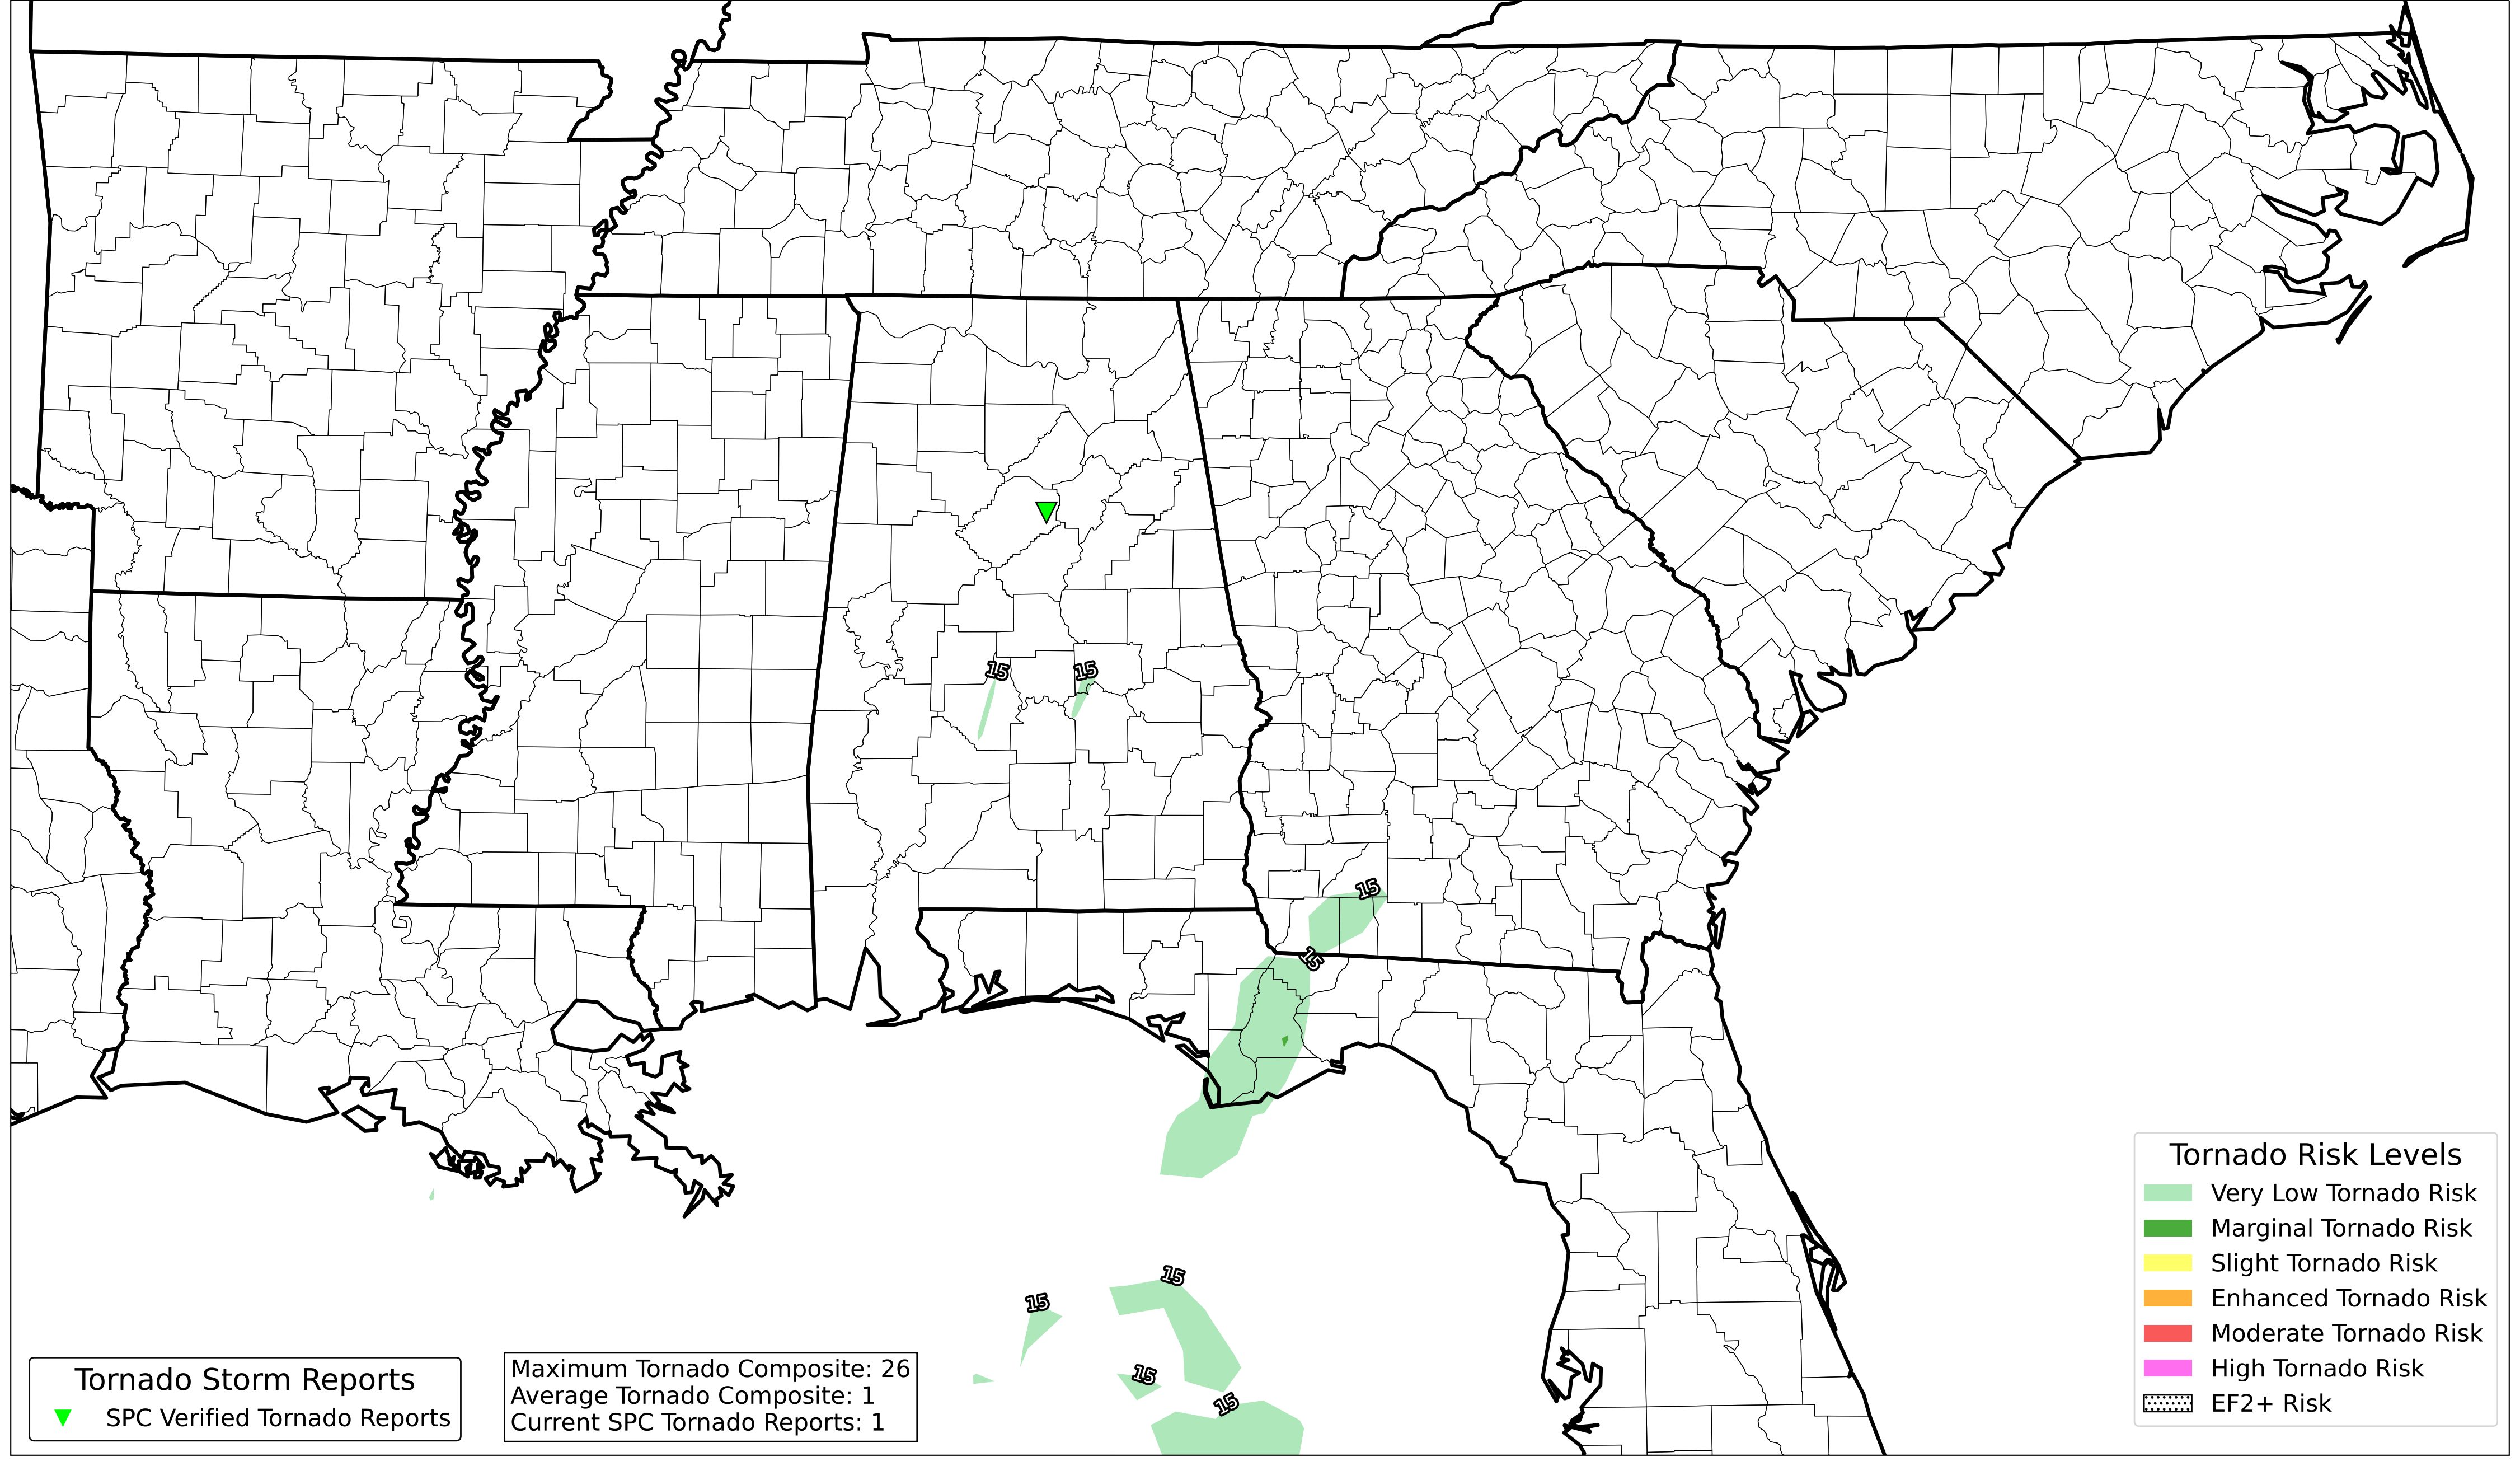 15
15
15
15
15
15
15
15
Tornado Risk Levels
Very Low Tornado Risk
Marginal Tornado Risk
Slight Tornado Risk
Enhanced Tornado Risk
Moderate Tornado Risk
High Tornado Risk
EF2+ Risk
Tornado Storm Reports
SPC Verified Tornado Reports
Maximum Tornado Composite: 26
Average Tornado Composite: 1
Current SPC Tornado Reports: 1